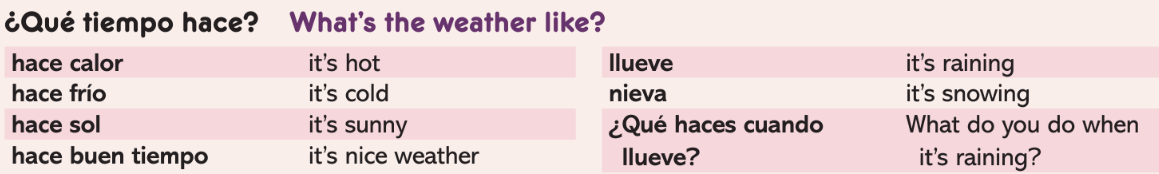 ¿Qué tiempo hace? What's the weather like?
hace calor it's hot
hace frío it's cold
hace sol it's sunny
hace buen tiempo it's nice weather
llueve it's raining
nieva it's snowing
¿Qué haces cuando What do you do when
llueve? it's raining?